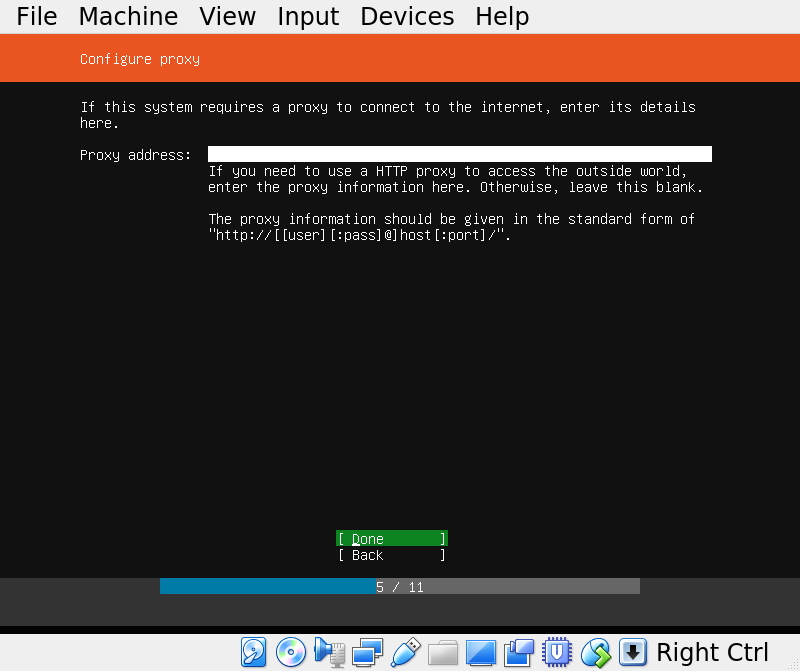 File Machine View Input Devices Help
Configure proxy
If this system requires a proxy to connect to the internet, enter its details
here.
Proxy address:
If you need to use a HTTP proxy to access the outside world,
enter the proxy information here. Otherwise, leave this blank.
The proxy information should be given in the standard form of
"http://[[user][:pass]@]host[:port]/".
[ Done ]
[ Back ]
5 / 11
Right Ctrl